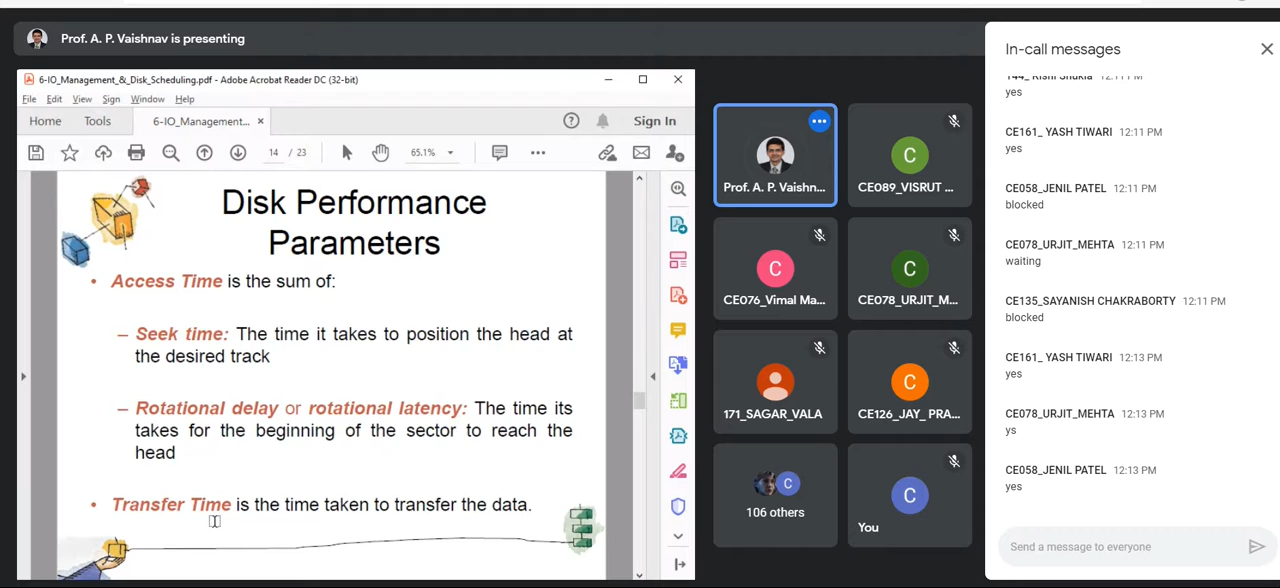 Prof. A. P. Vaishnav is presenting
6-IO_Management_&_Disk_Scheduling.pdf - Adobe Acrobat Reader DC (32-bit)
File Edit View Sign Window Help
Home Tools 6-IO_Management... Sign In
14 / 23 65.1%
Disk Performance
Parameters
• Access Time is the sum of:
– Seek time: The time it takes to position the head at
the desired track
– Rotational delay or rotational latency: The time its
takes for the beginning of the sector to reach the
head
• Transfer Time is the time taken to transfer the data.
Prof. A. P. Vaishn...
C
CE089_VISRUT ...
C
CE076_Vimal Ma...
C
CE078_URJIT_M...
171_SAGAR_VALA
C
CE126_JAY_PRA...
C
106 others
C
You
In-call messages
144_ Rishi Shukla 12:11 PM
yes
CE161_ YASH TIWARI 12:11 PM
yes
CE058_JENIL PATEL 12:11 PM
blocked
CE078_URJIT_MEHTA 12:11 PM
waiting
CE135_SAYANISH CHAKRABORTY 12:11 PM
blocked
CE161_ YASH TIWARI 12:13 PM
yes
CE078_URJIT_MEHTA 12:13 PM
ys
CE058_JENIL PATEL 12:13 PM
yes
Send a message to everyone